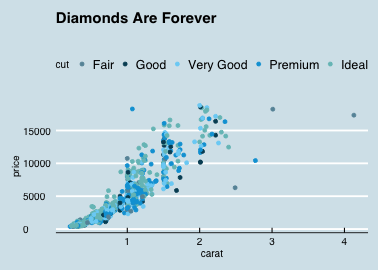 Diamonds Are Forever
cut Fair Good Very Good Premium Ideal
15000
10000
5000
0
price
1 2 3 4
carat